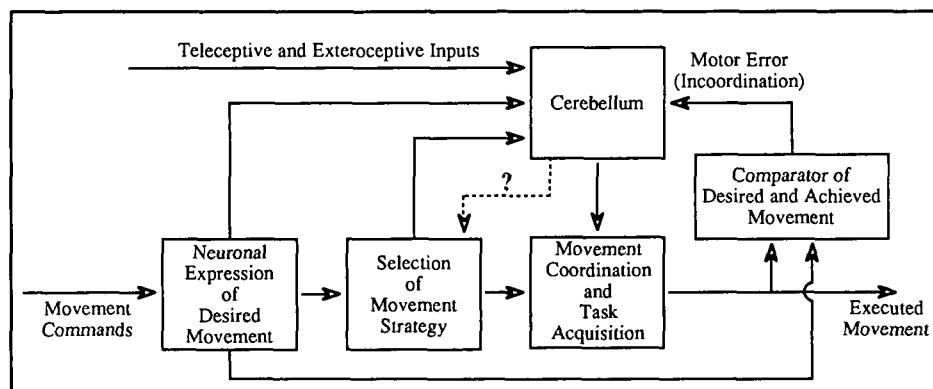 Teleceptive and Exteroceptive Inputs
Cerebellum
Motor Error
(Incoordination)
?
Comparator of
Desired and Achieved
Movement
Movement
Commands
Neuronal
Expression
of
Desired
Movement
Selection
of
Movement
Strategy
Movement
Coordination
and
Task
Acquisition
Executed
Movement